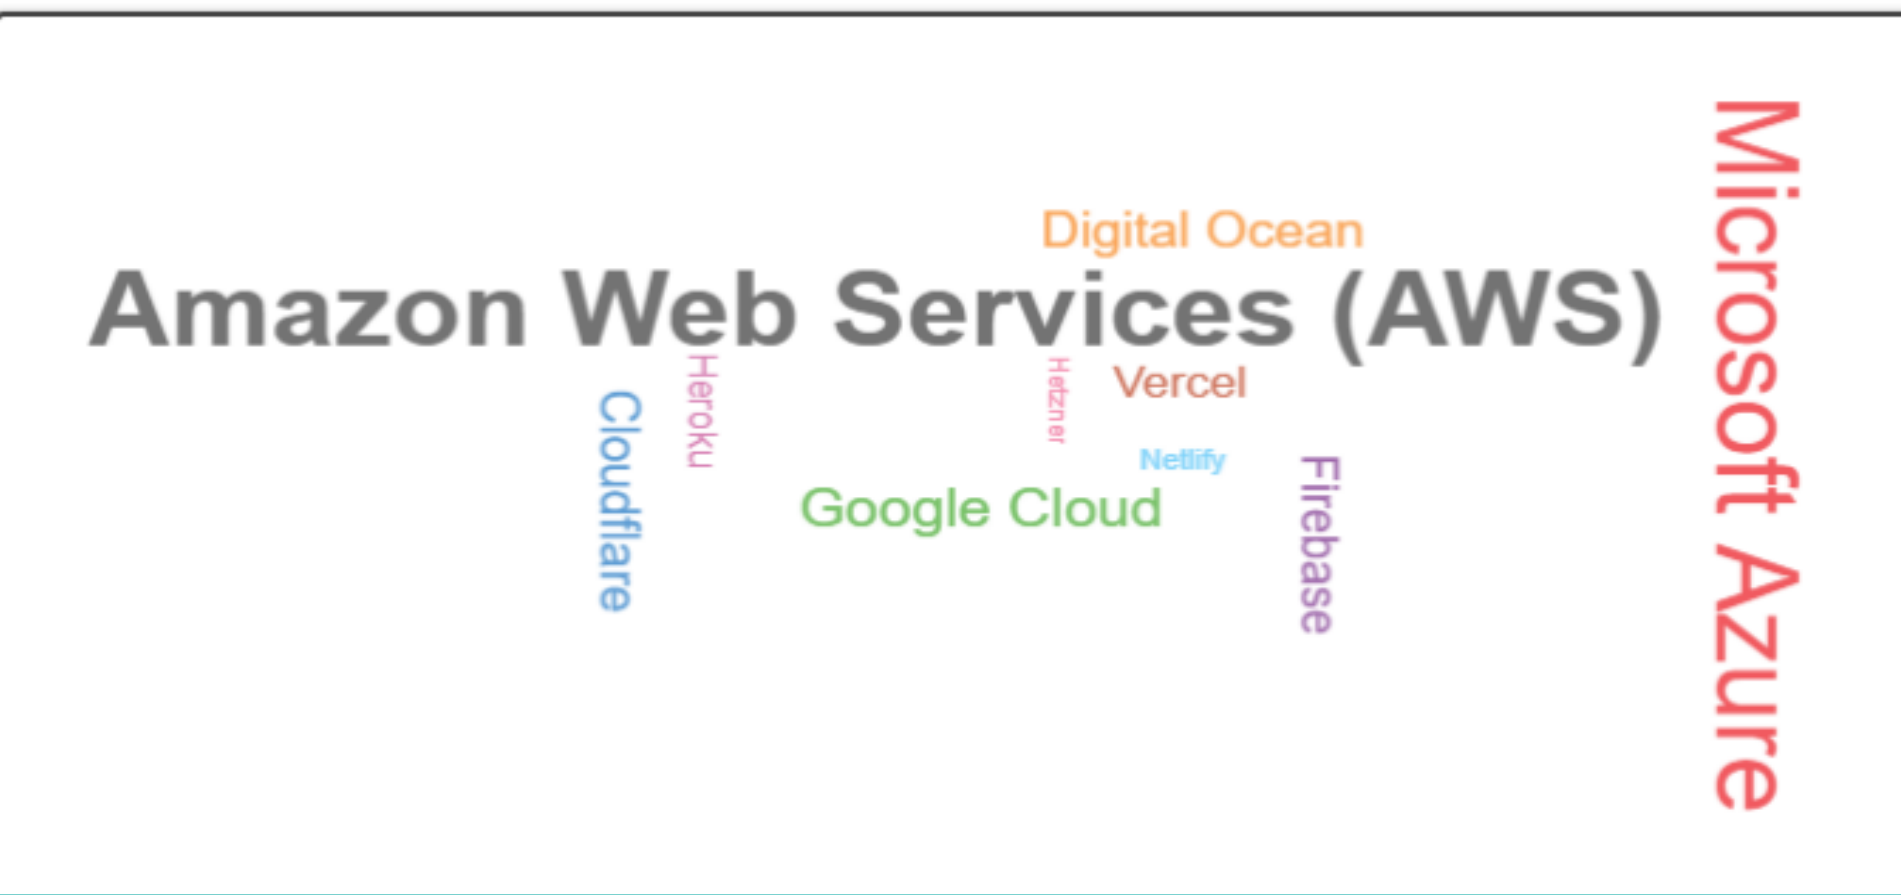 Digital Ocean
Amazon Web Services (AWS)
Microsoft Azure
Heroku
Hetzner
Vercel
Cloudflare
Netlify
Google Cloud
Firebase